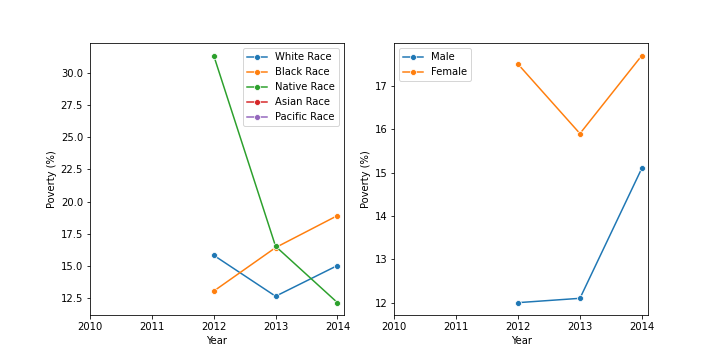 White Race
Black Race
Native Race
Asian Race
Pacific Race
30.0
27.5
25.0
22.5
20.0
17.5
15.0
12.5
Poverty (%)
2010 2011 2012 2013 2014
Year
Male
Female
17
16
15
14
13
12
Poverty (%)
2010 2011 2012 2013 2014
Year